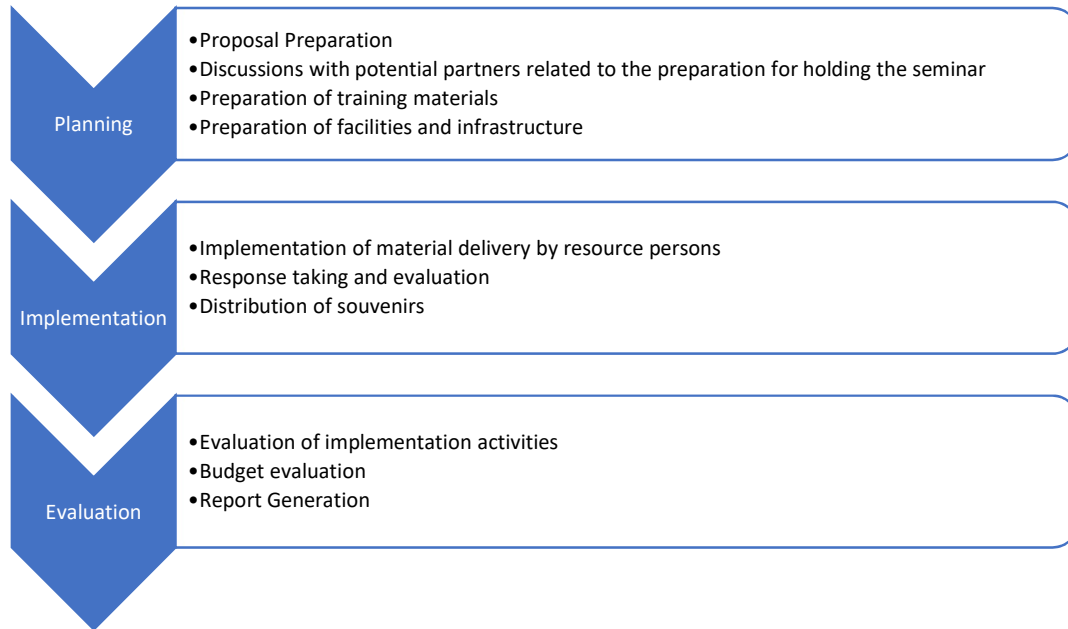 Planning
•Proposal Preparation
•Discussions with potential partners related to the preparation for holding the seminar
•Preparation of training materials
•Preparation of facilities and infrastructure
Implementation
•Implementation of material delivery by resource persons
•Response taking and evaluation
•Distribution of souvenirs
Evaluation
•Evaluation of implementation activities
•Budget evaluation
•Report Generation